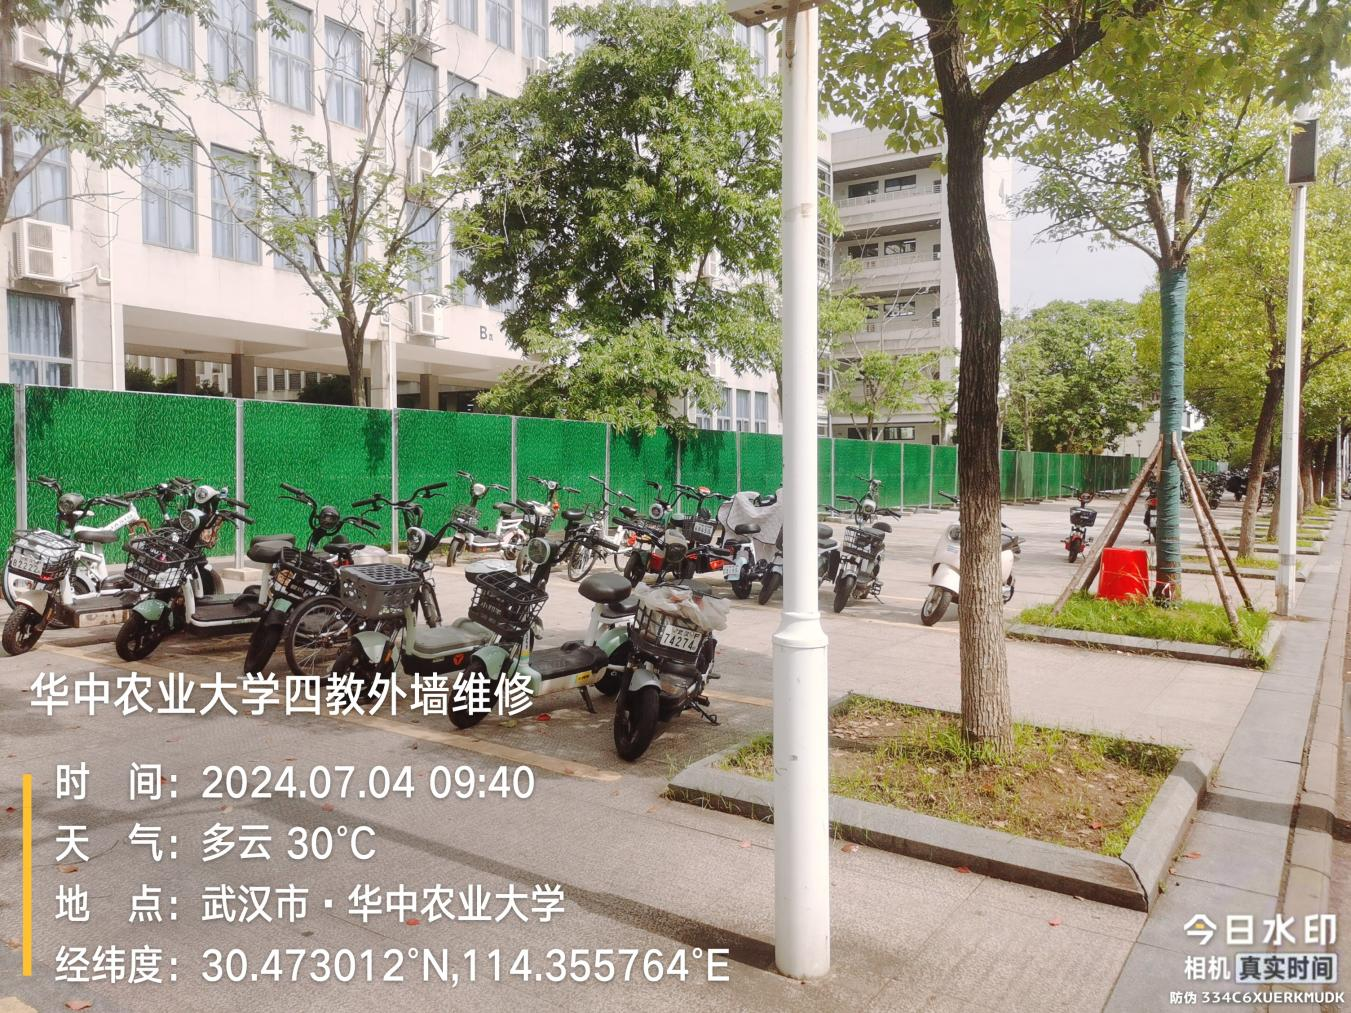 B
74274
华中农业大学四教外墙维修
时 间：2024.07.04 09:40
天 气：多云 30°C
地 点：武汉市·华中农业大学
经纬度：30.473012°N,114.355764°E
今日水印
相机 真实时间
防伪 334C6XUERKMUDK